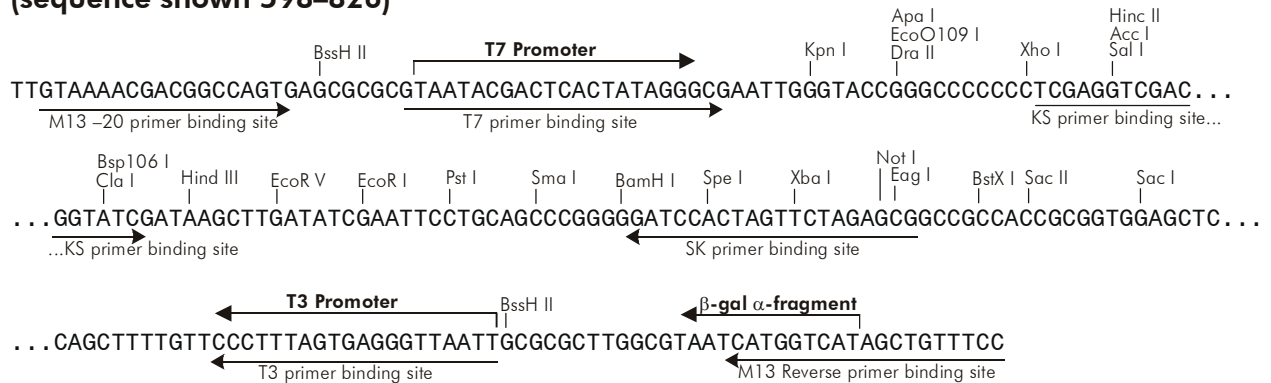 (sequence shown 598–826)
Apa I
Hinc II
EcoO109 I
Acc I
BssH II
T7 Promoter
Kpn I
Dra II
Xho I
Sal I
TTGTAAAACGACGGCCAGTGAGCGCGCGTAATACGACTCACTATAGGGCGAATTGGGTACCGGGCCCCCCCTCGAGGTCGAC...
M13 –20 primer binding site
T7 primer binding site
KS primer binding site...
Bsp106 I
Not I
Cla I
Hind III
EcoR V
EcoR I
Pst I
Sma I
BamH I
Spe I
Xba I
Eag I
BstX I
Sac II
Sac I
...GGTATCGATAAGCTTGATATCGAATTCCTGCAGCCCGGGGGATCCACTAGTTCTAGAGCGGCCGCCACCGCGGTGGAGCTC...
...KS primer binding site
SK primer binding site
T3 Promoter
BssH II
β-gal α-fragment
...CAGCTTTTGTTCCCTTTAGTGAGGGTTAATTGCGCGCTTGGCGTAATCATGGTCATAGCTGTTTCC
T3 primer binding site
M13 Reverse primer binding site